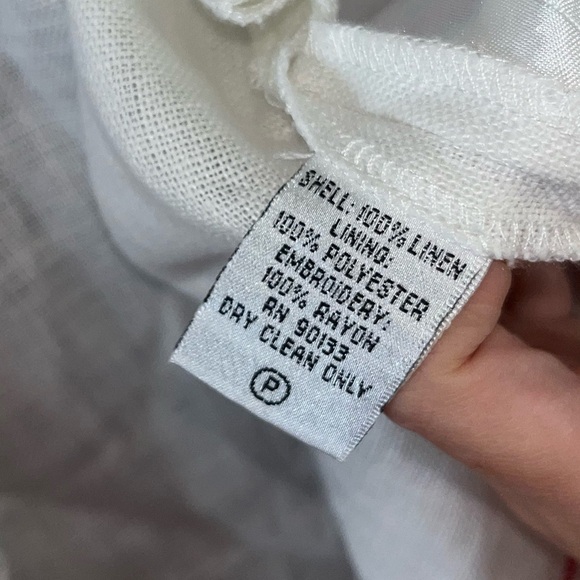 SHELL: 100% LINEN
LINING:
100% POLYESTER
EMBROIDERY:
100% RAYON
RN 90133
DRY CLEAN ONLY
P